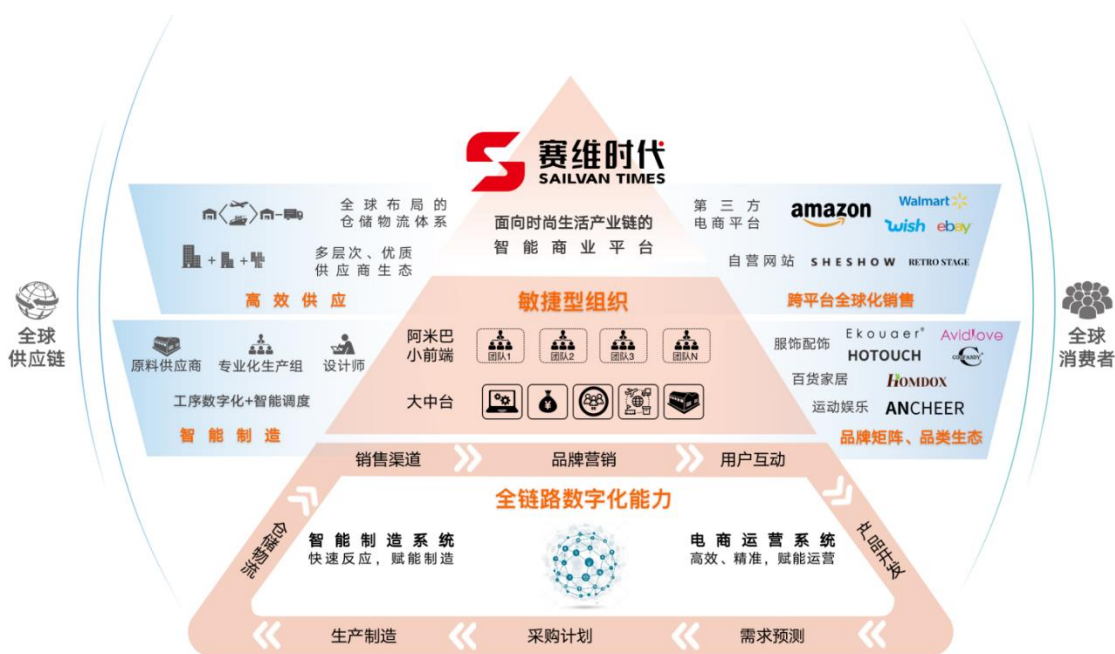 赛维时代
SAILVAN TIMES
面向时尚生活产业链的
智能商业平台
全球布局的
仓储物流体系
多层次、优质
供应商生态
高效供应
第三方
电商平台
amazon
Walmart
wish
ebay
自营网站
SHESHOW
RETRO STAGE
跨平台全球化销售
全球
供应链
全球
消费者
原料供应商
专业化生产组
设计师
工序数字化+智能调度
智能制造
敏捷型组织
阿米巴
小前端
团队1
团队2
团队3
团队N
大中台
服饰配饰
Ekouaer®
Avidlove
HOTOUCH
COOFANDY®
百货家居
HOMDOX
运动娱乐
ANCHEER
品牌矩阵、品类生态
销售渠道
品牌营销
用户互动
全链路数字化能力
智能制造系统
快速反应，赋能制造
电商运营系统
高效、精准，赋能运营
仓储物流
产品开发
生产制造
采购计划
需求预测